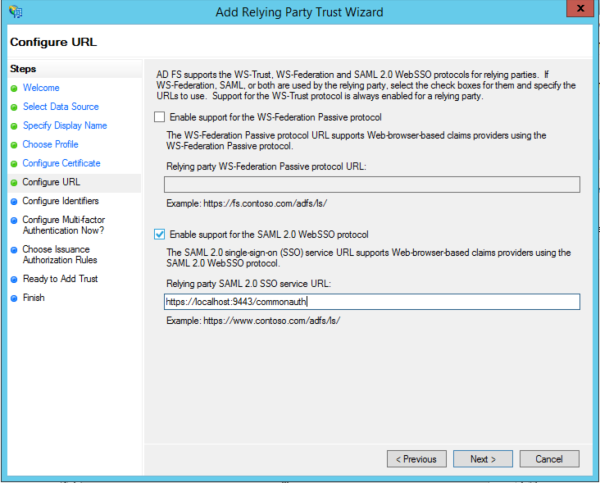 Add Relying Party Trust Wizard
x
Configure URL
Steps
Welcome
Select Data Source
Specify Display Name
Choose Profile
Configure Certificate
Configure URL
Configure Identifiers
Configure Multi-factor
Authentication Now?
Choose Issuance
Authorization Rules
Ready to Add Trust
Finish
AD FS supports the WS-Trust, WS-Federation and SAML 2.0 WebSSO protocols for relying parties. If
WS-Federation, SAML, or both are used by the relying party, select the check boxes for them and specify the
URLs to use. Support for the WS-Trust protocol is always enabled for a relying party.
Enable support for the WS-Federation Passive protocol
The WS-Federation Passive protocol URL supports Web-browser-based claims providers using the
WS-Federation Passive protocol.
Relying party WS-Federation Passive protocol URL:
Example: https://fs.contoso.com/adfs/ls/
Enable support for the SAML 2.0 WebSSO protocol
The SAML 2.0 single-sign-on (SSO) service URL supports Web-browser-based claims providers using the
SAML 2.0 WebSSO protocol.
Relying party SAML 2.0 SSO service URL:
https://localhost:9443/commonauth
Example: https://www.contoso.com/adfs/ls/
< Previous
Next >
Cancel